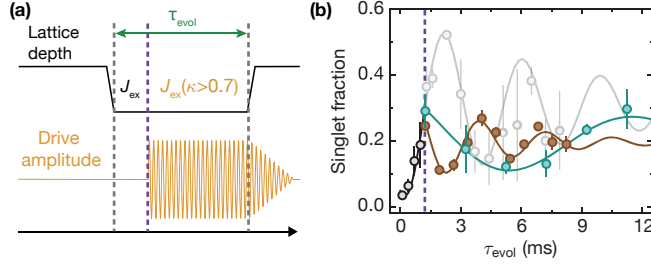 (a)
τevol
Lattice
depth
Jex
Jex(κ>0.7)
Drive
amplitude
(b)
Singlet fraction
0.6
0.4
0.2
0.0
0
3
6
9
12
τevol (ms)